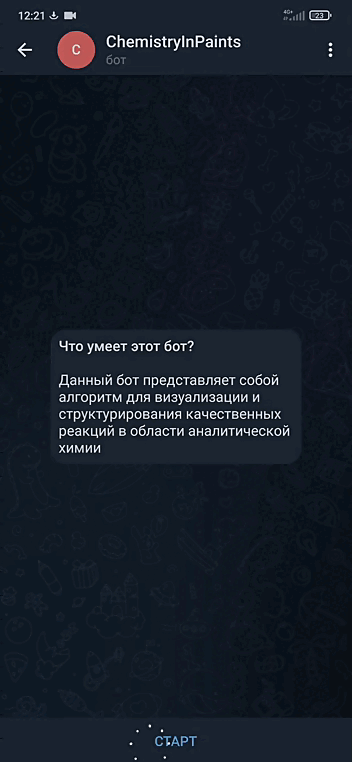 12:21
4G+
23
C
ChemistryInPaints
бот
Что умеет этот бот?
Данный бот представляет собой
алгоритм для визуализации и
структурирования качественных
реакций в области аналитической
химии
СТАРТ